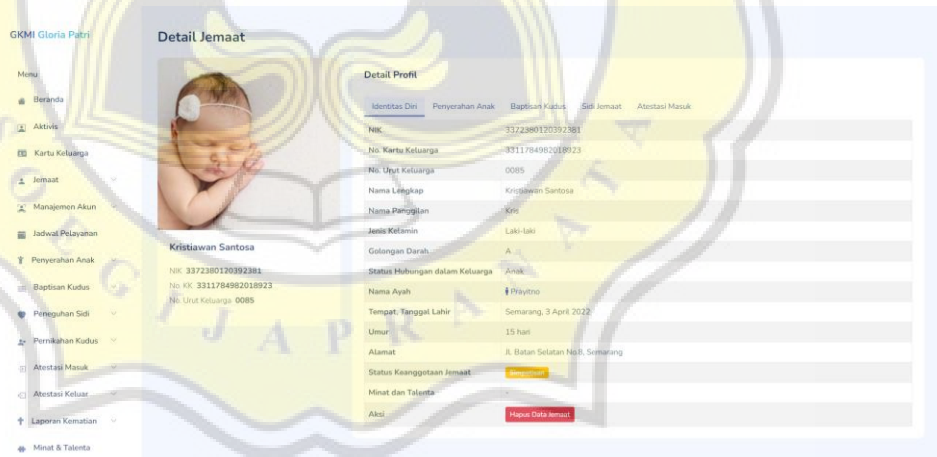 GKMI Gloria Patri
Menu
Beranda
Aktivis
Kartu Keluarga
Jemaat
Manajemen Akun
Jadwal Pelayanan
Penyerahan Anak
Baptisan Kudus
Peneguhan Sidi
Pernikahan Kudus
Atestasi Masuk
Atestasi Keluar
Laporan Kematian
Minat & Talenta
Detail Jemaat
Kristiawan Santosa
NIK 3372380120392381
No. KK 3311784982018923
No. Urut Keluarga 0085
Detail Profil
Identitas Diri Penyerahan Anak Baptisan Kudus Sidi Jemaat Atestasi Masuk
NIK 3372380120392381
No. Kartu Keluarga 3311784982018923
No. Urut Keluarga 0085
Nama Lengkap Kristiawan Santosa
Nama Panggilan Kris
Jenis Kelamin Laki-laki
Golongan Darah A
Status Hubungan dalam Keluarga Anak
Nama Ayah Prayitno
Tempat, Tanggal Lahir Semarang, 3 April 2022
Umur 15 hari
Alamat Jl. Batan Selatan No.8, Semarang
Status Keanggotaan Jemaat Simpatisan
Minat dan Talenta -
Aksi Hapus Data Jemaat
SOEGIJAPRANATA